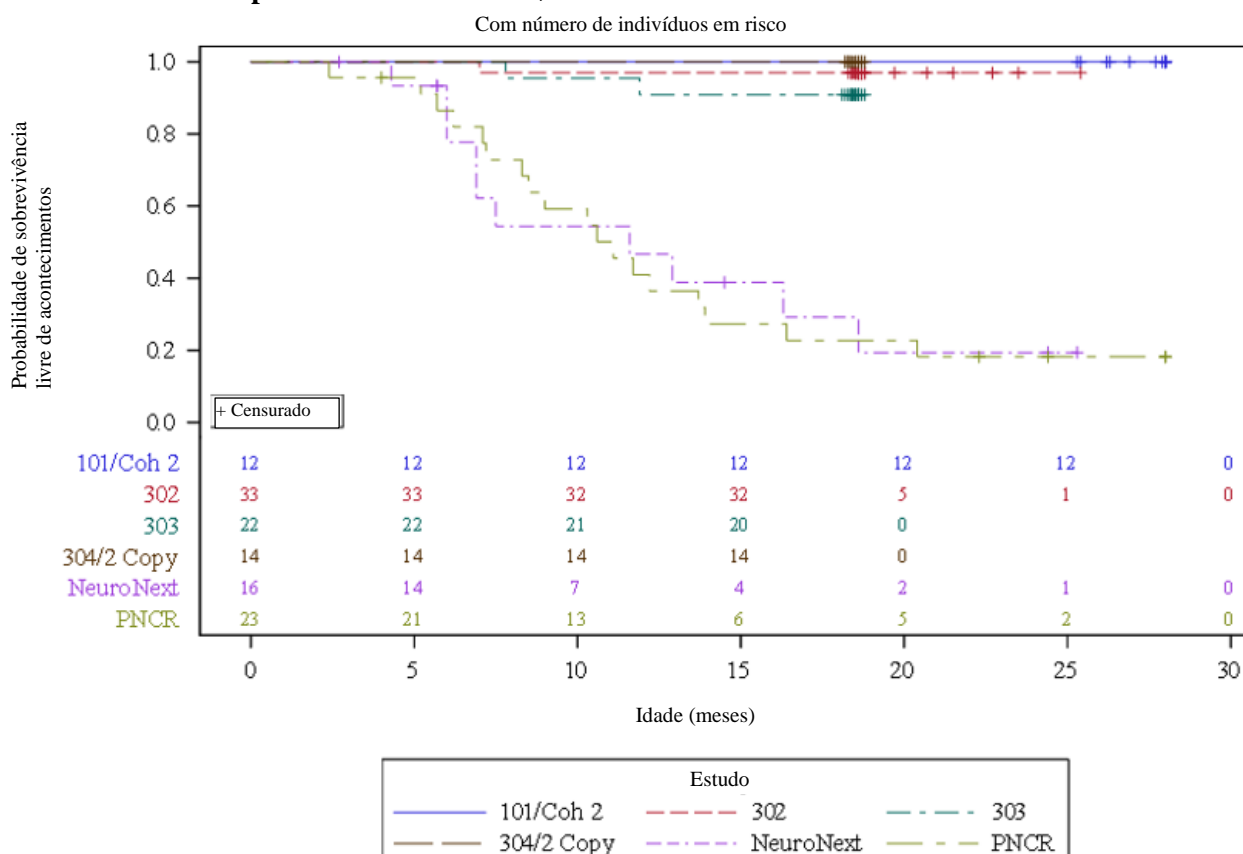 Com número de indivíduos em risco
Probabilidade de sobrevivência
livre de acontecimentos
1.0
0.8
0.6
0.4
0.2
0.0
+ Censurado
101/Coh 2 12 12 12 12 12 12 0
302 33 33 32 32 5 1 0
303 22 22 21 20 0
304/2 Copy 14 14 14 14 0
NeuroNext 16 14 7 4 2 1 0
PNCR 23 21 13 6 5 2 0
0 5 10 15 20 25 30
Idade (meses)
Estudo
101/Coh 2 302 303
304/2 Copy NeuroNext PNCR